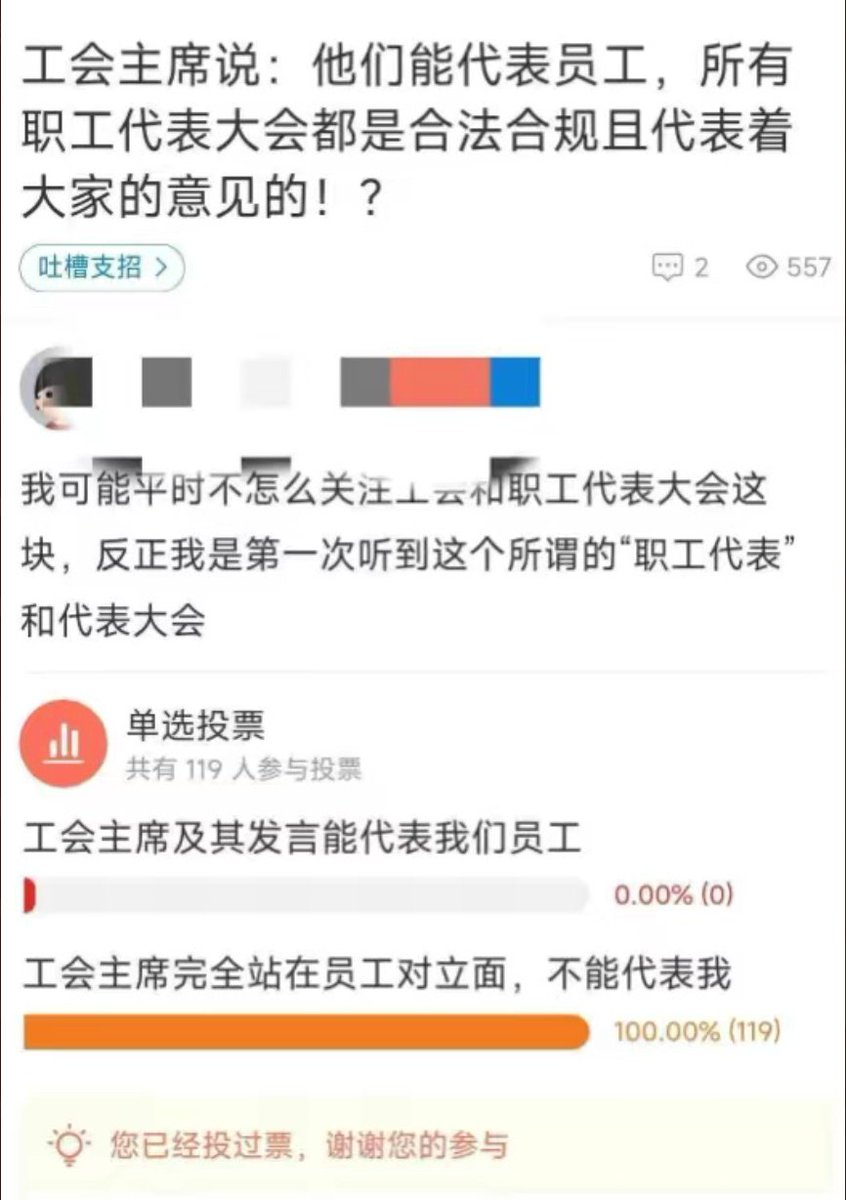 工会主席说：他们能代表员工，所有
职工代表大会都是合法合规且代表着
大家的意见的！？
吐槽支招 >
2
557
我可能平时不怎么关注工会和职工代表大会这
块，反正我是第一次听到这个所谓的“职工代表”
和代表大会
单选投票
共有 119 人参与投票
工会主席及其发言能代表我们员工
0.00% (0)
工会主席完全站在员工对立面，不能代表我
100.00% (119)
您已经投过票，谢谢您的参与